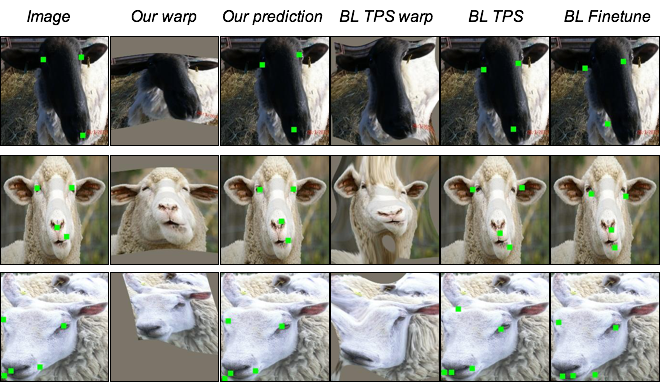 Image Our warp Our prediction BL TPS warp BL TPS BL Finetune